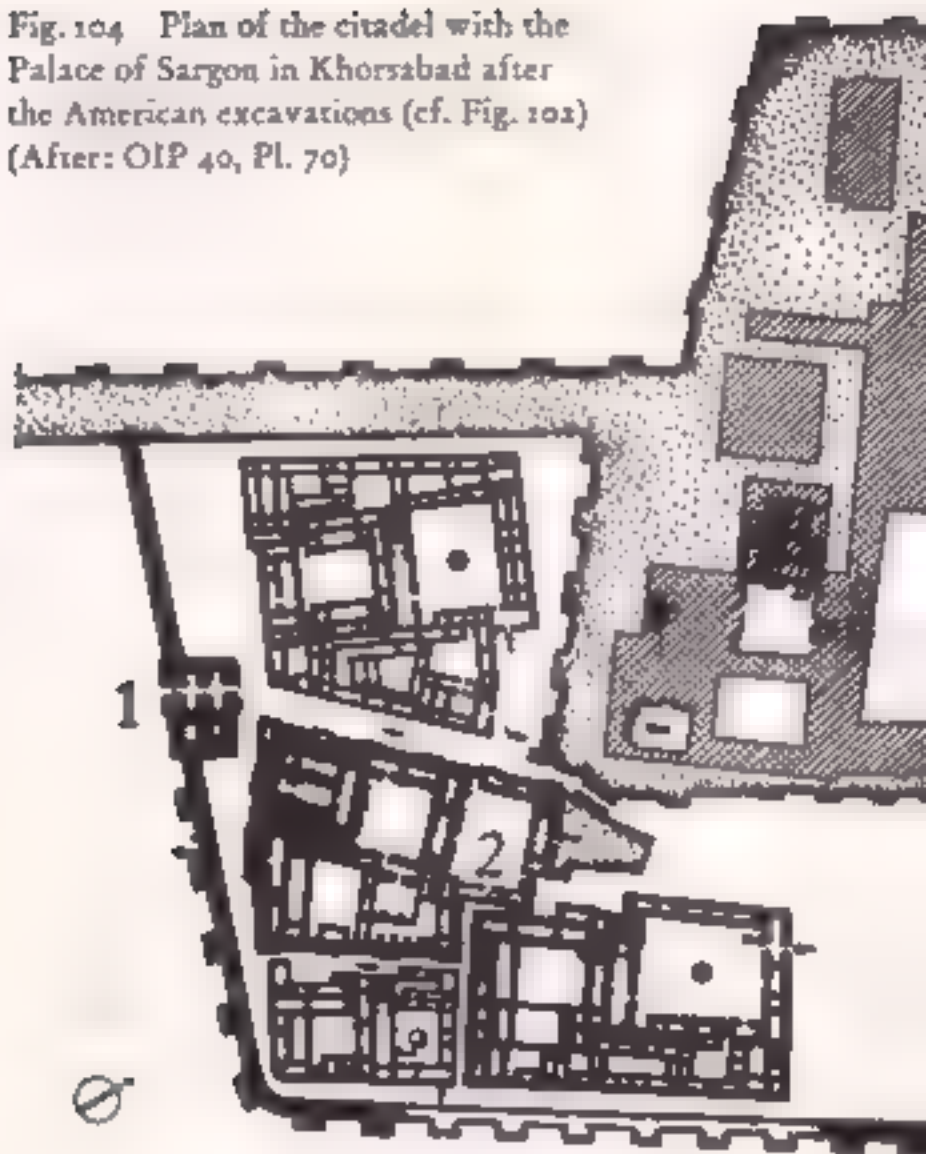 Fig. 104 Plan of the citadel with the
Palace of Sargon in Khorsabad after
the American excavations (cf. Fig. 102)
(After: OIP 40, Pl. 70)
1
2